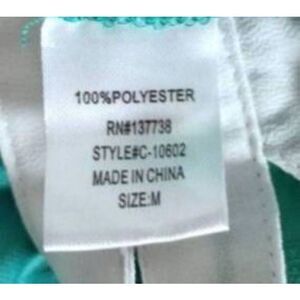 100%POLYESTER
RN#137738
STYLE#C-10602
MADE IN CHINA
SIZE:M